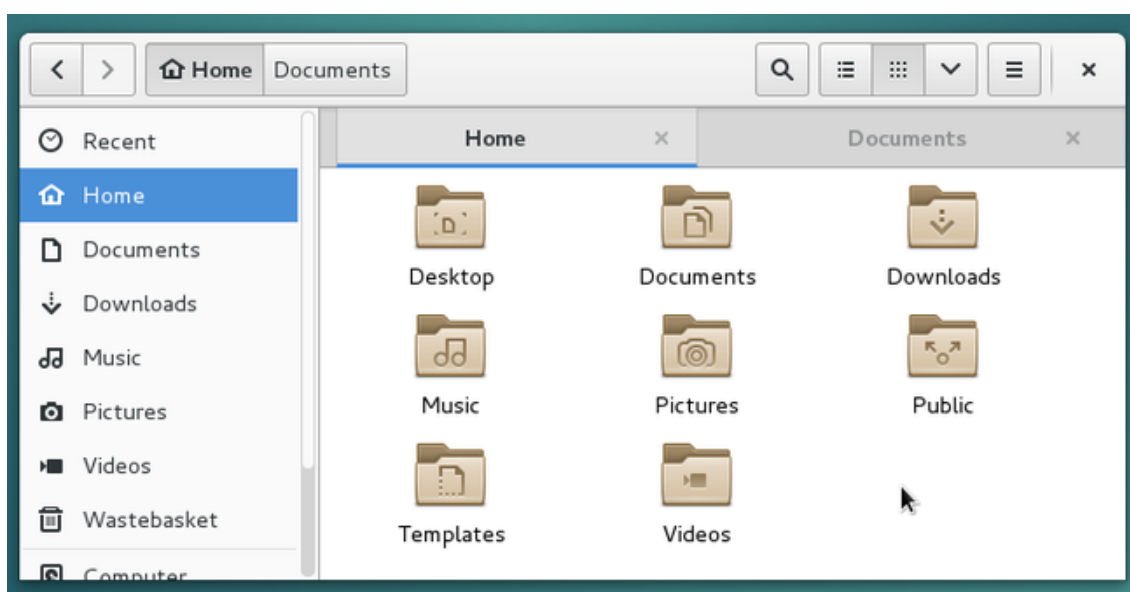 Home Documents
Recent
Home
Documents
Downloads
Music
Pictures
Videos
Wastebasket
Computer
Home Documents
Desktop Documents Downloads
Music Pictures Public
Templates Videos